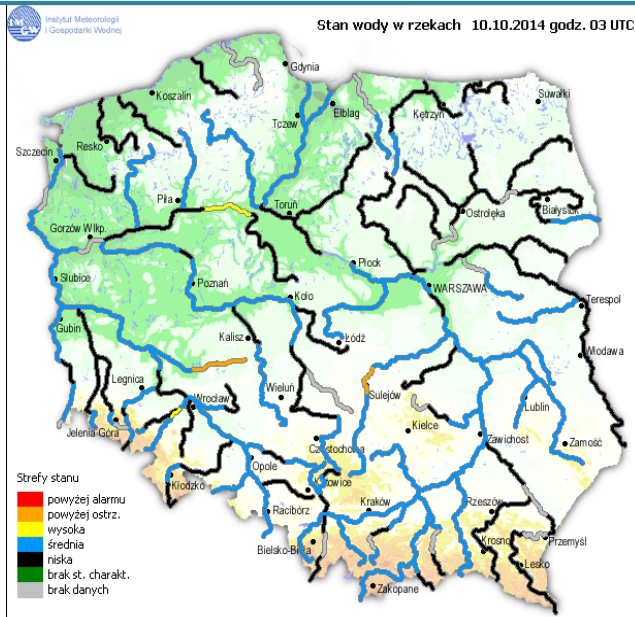 IMGW
Instytut Meteorologii
i Gospodarki Wodnej
Stan wody w rzekach 10.10.2014 godz. 03 UTC
Gdynia
Koszalin
Suwałki
Elbląg
Kętrzyn
Tczew
Resko
Szczecin
Piła
Toruń
Ostrołęka
Białystok
Gorzów Wlkp.
Płock
Słubice
Poznań
WARSZAWA
Koło
Terespol
Gubin
Kalisz
Łódź
Włodawa
Legnica
Wieluń
Sulejów
Wrocław
Lublin
Jelenia Góra
Kielce
Częstochowa
Zawichost
Zamość
Opole
Strefy stanu
Kłodzko
Katowice
powyżej alarmu
Racibórz
Kraków
Rzeszów
powyżej ostrz.
wysoka
Bielsko-Biała
Krosno
Przemyśl
średnia
Lesko
niska
brak st. charakt.
Zakopane
brak danych